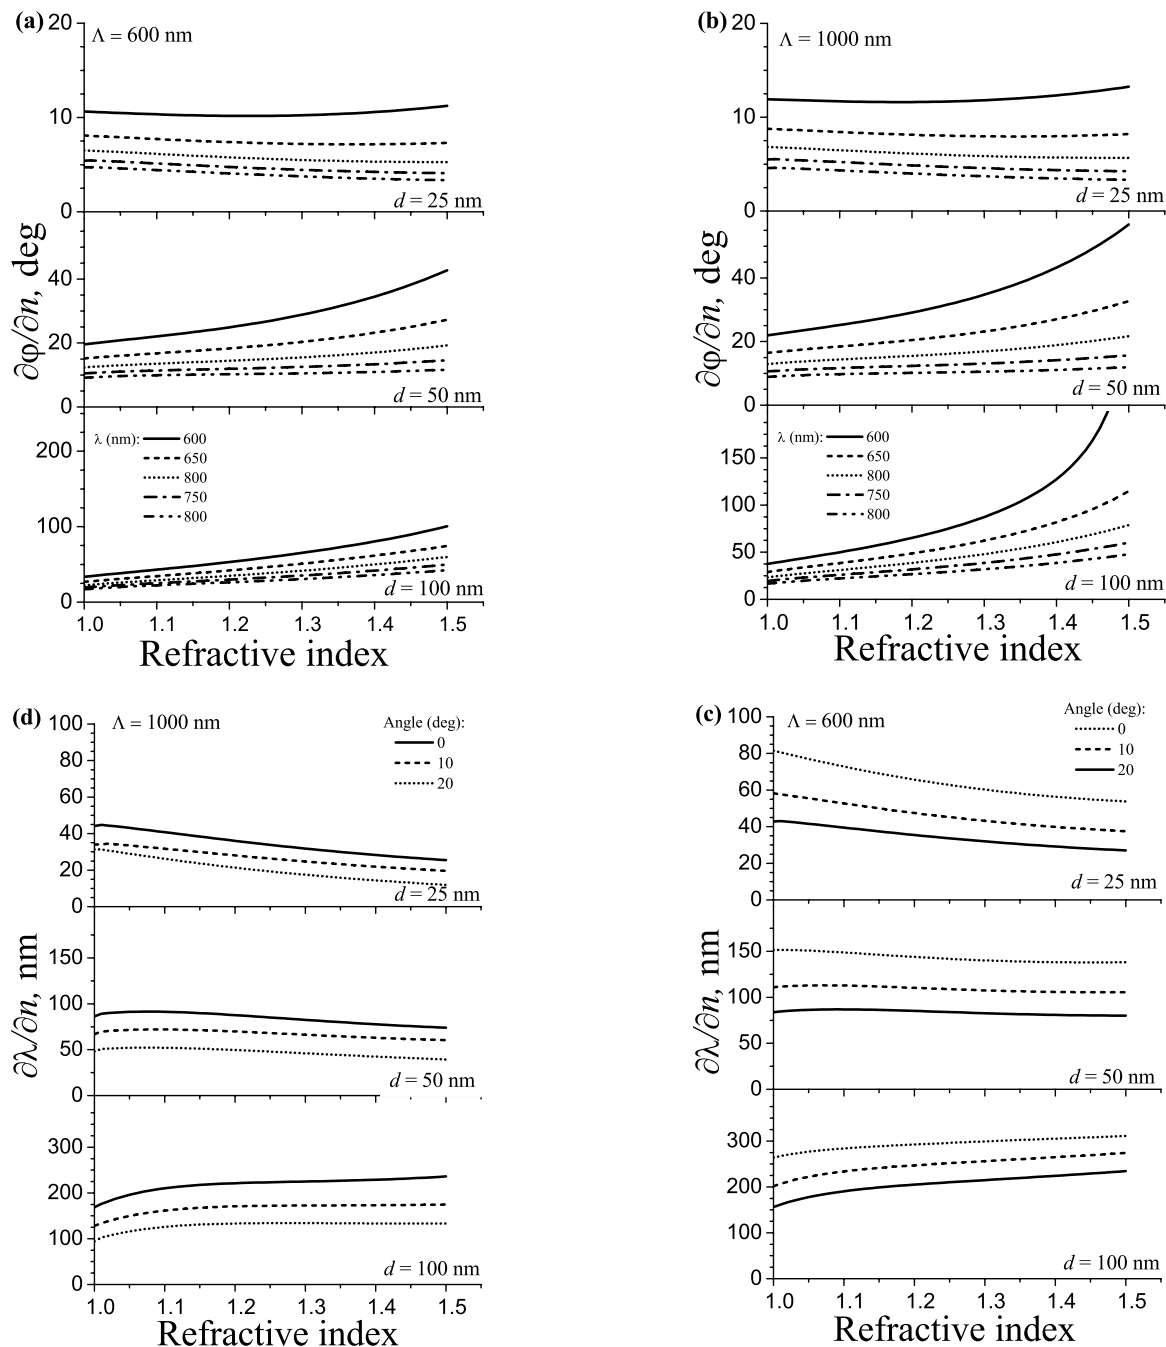 (a)
Λ = 600 nm
20
10
0
d = 25 nm
40
20
0
d = 50 nm
∂φ/∂n, deg
λ (nm):
600
650
800
750
800
200
100
0
d = 100 nm
1.0 1.1 1.2 1.3 1.4 1.5
Refractive index
(b)
Λ = 1000 nm
20
10
0
d = 25 nm
40
20
0
d = 50 nm
∂φ/∂n, deg
λ (nm):
600
650
800
750
800
150
100
50
0
d = 100 nm
1.0 1.1 1.2 1.3 1.4 1.5
Refractive index
(d)
Λ = 1000 nm
Angle (deg):
0
10
20
100
80
60
40
20
0
d = 25 nm
150
100
50
0
d = 50 nm
∂λ/∂n, nm
300
200
100
0
d = 100 nm
1.0 1.1 1.2 1.3 1.4 1.5
Refractive index
(c)
Λ = 600 nm
Angle (deg):
0
10
20
100
80
60
40
20
0
d = 25 nm
150
100
50
0
d = 50 nm
∂λ/∂n, nm
300
200
100
0
d = 100 nm
1.0 1.1 1.2 1.3 1.4 1.5
Refractive index